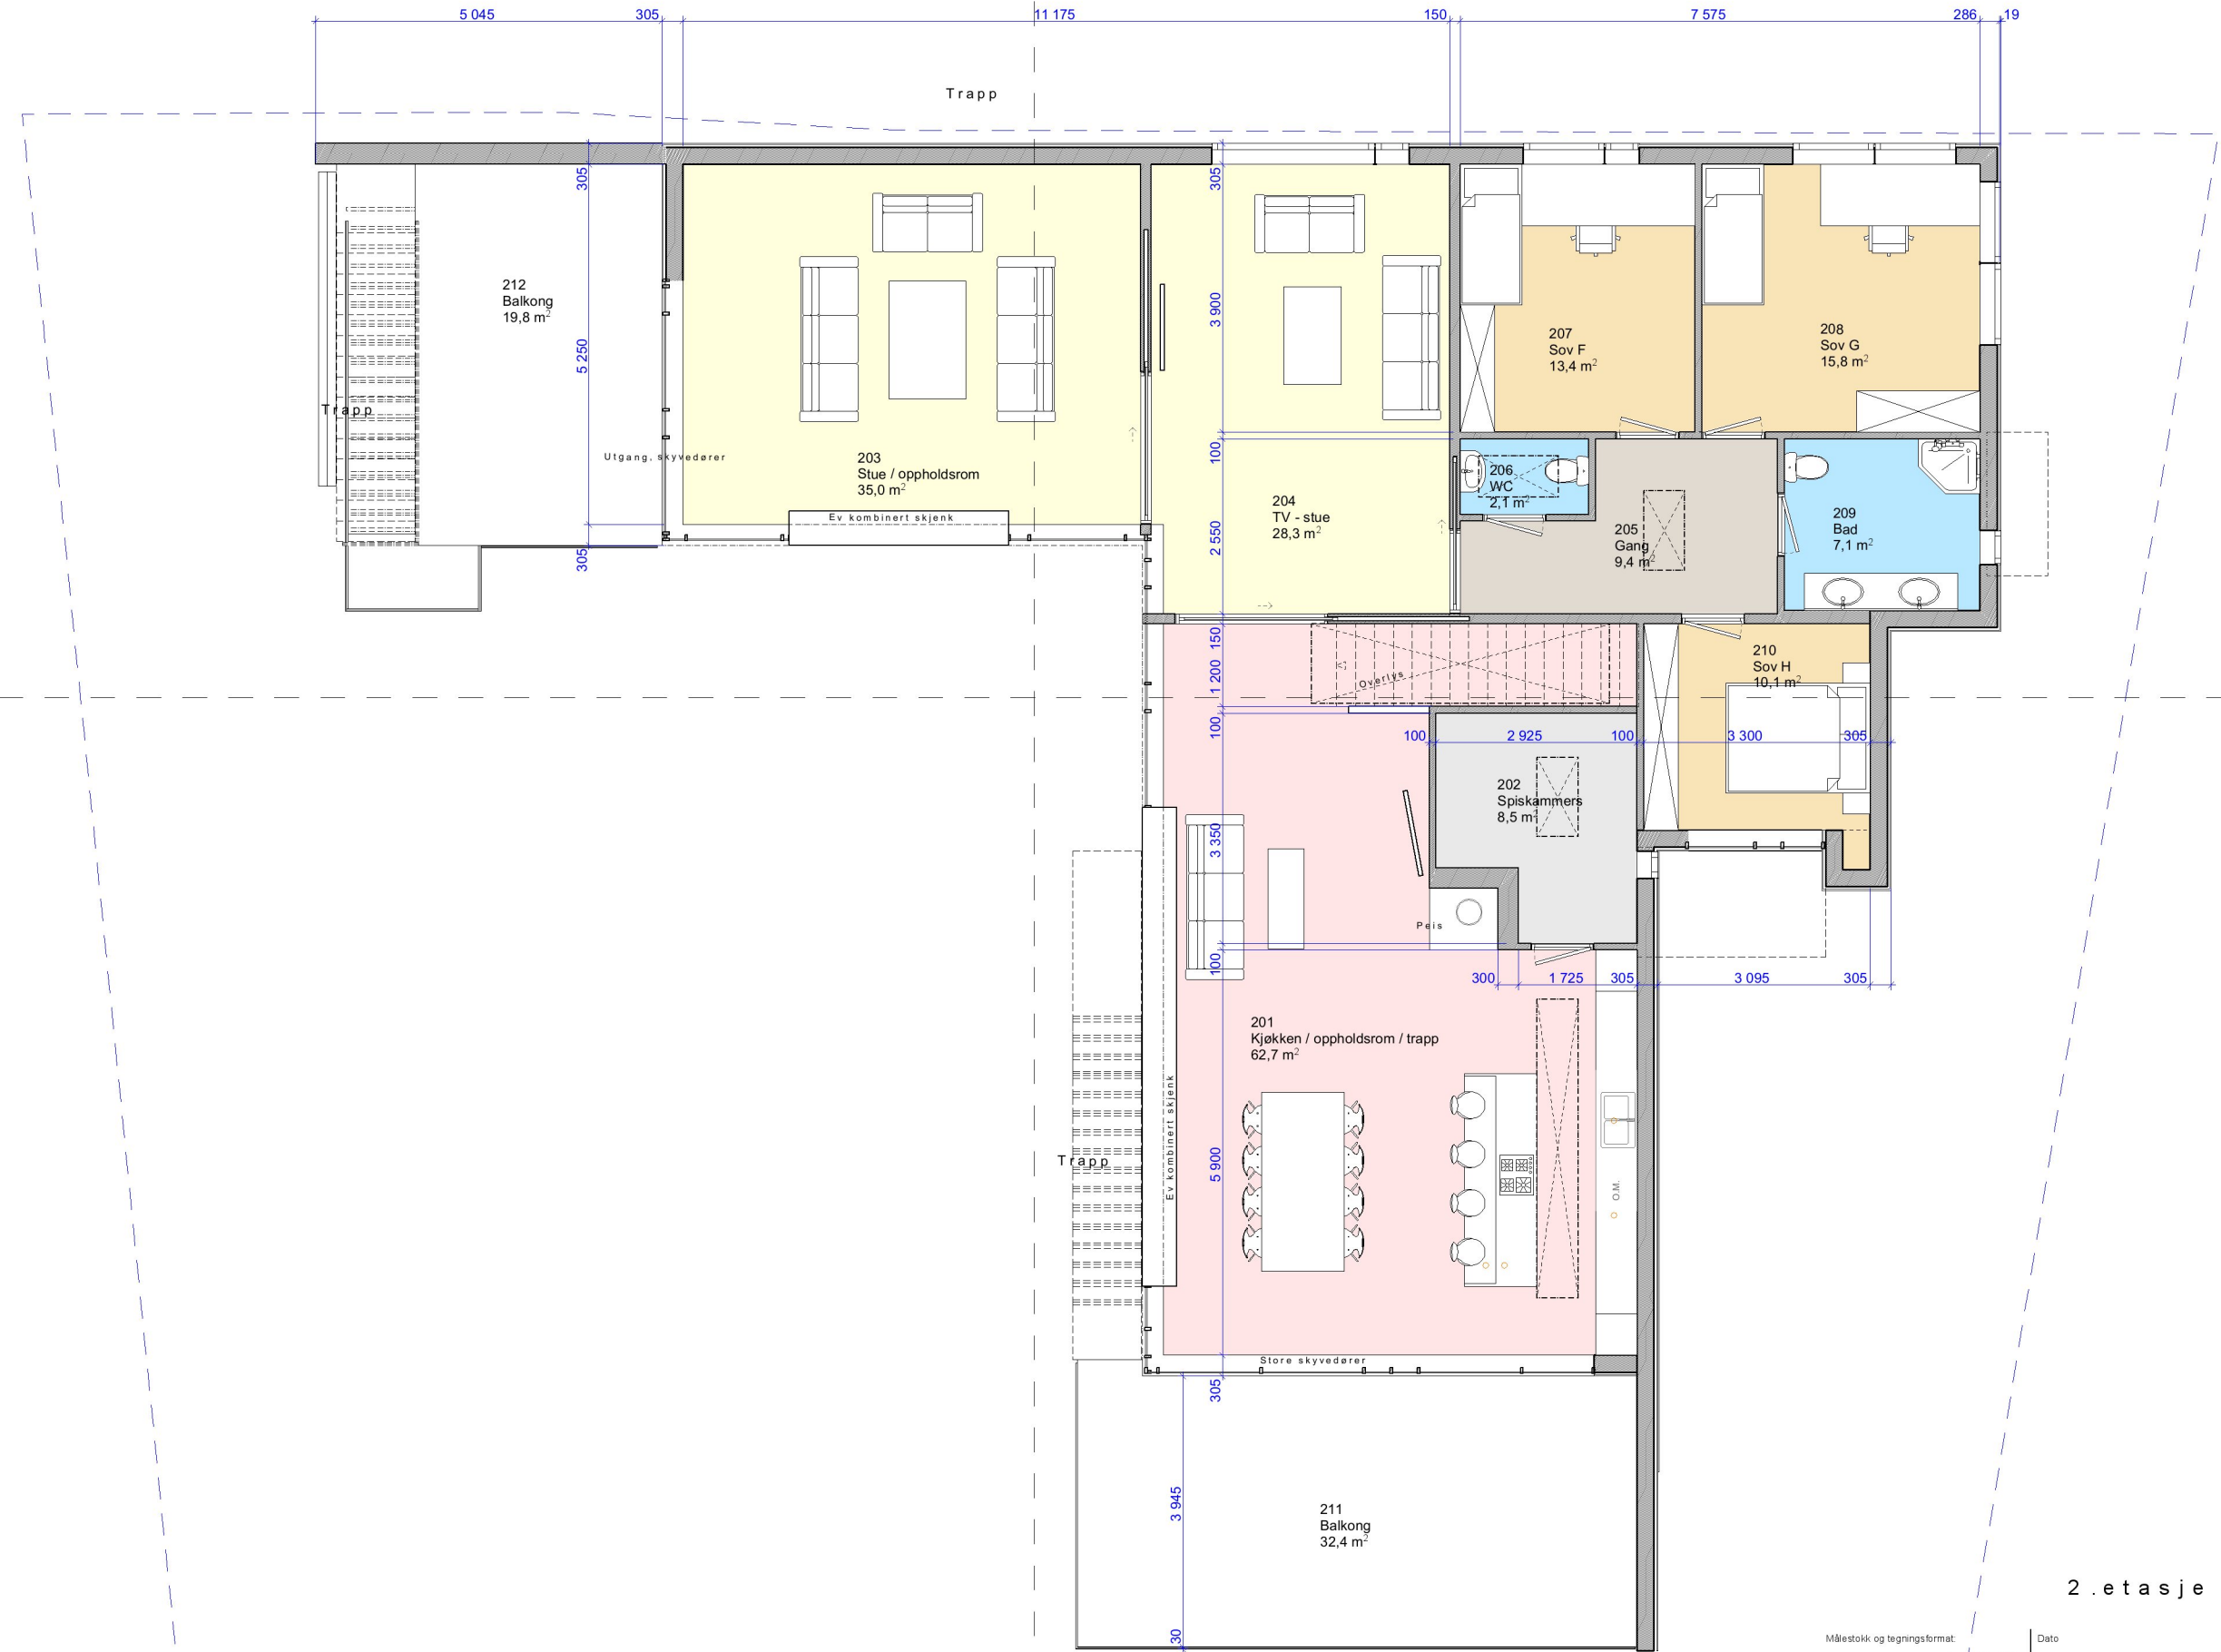 5 045
305
11 175
150
7 575
286
19
Trapp
305
305
212
Balkong
19,8 m²
3 900
5 250
207
Sov F
13,4 m²
208
Sov G
15,8 m²
Trapp
Utgang, skyvedører
203
Stue / oppholdsrom
35,0 m²
100
206
WC
2,1 m²
204
TV - stue
28,3 m²
209
Bad
7,1 m²
205
Gang
9,4 m²
Ev kombinert skjenk
2 550
305
150
1 200
Overlys
210
Sov H
10,1 m²
100
100
2 925
100
3 300
305
202
Spiskammers
8,5 m²
3 350
Peis
100
300
1 725
305
3 095
305
201
Kjøkken / oppholdsrom / trapp
62,7 m²
Ev kombinert skjenk
Trapp
5 900
O.M.
Store skyvedører
305
3 945
211
Balkong
32,4 m²
30
2.etasje
Målestokk og tegningsformat:
Dato